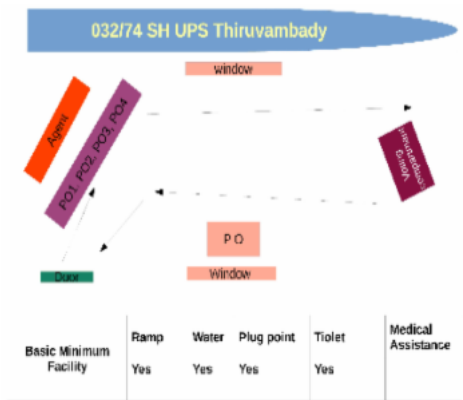 032/74 SH UPS Thiruvambady
window
Agent
PO1, PO2, PO3, PO4
Voting
compartment
P O
Window
Duor
Basic Minimum
Facility
Ramp
Water
Plug point
Tiolet
Medical
Assistance
Yes
Yes
Yes
Yes